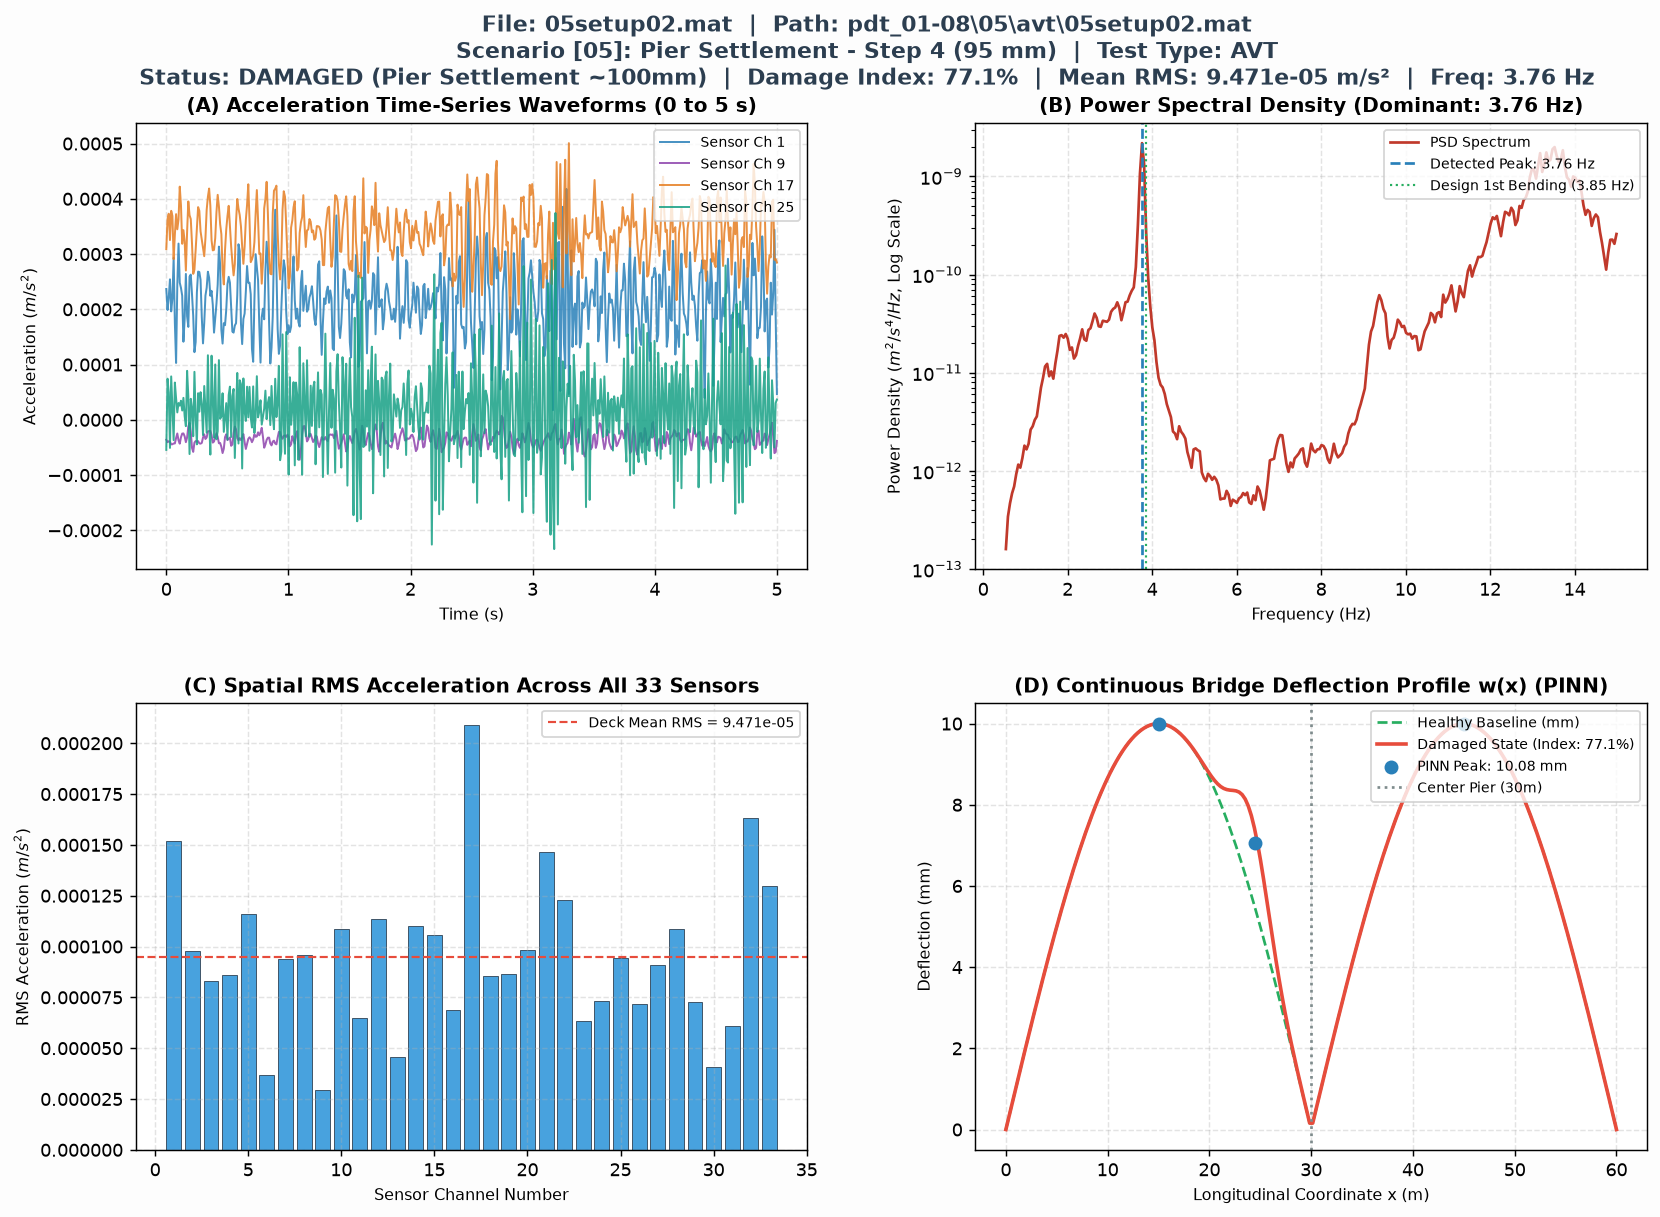 File: 05setup02.mat | Path: pdt_01-08\05\avt\05setup02.mat
Scenario [05]: Pier Settlement - Step 4 (95 mm) | Test Type: AVT
Status: DAMAGED (Pier Settlement ~100mm) | Damage Index: 77.1% | Mean RMS: 9.471e-05 m/s² | Freq: 3.76 Hz
(A) Acceleration Time-Series Waveforms (0 to 5 s)
Sensor Ch 1
Sensor Ch 9
Sensor Ch 17
Sensor Ch 25
0.0005
0.0004
0.0003
0.0002
0.0001
0.0000
−0.0001
−0.0002
Acceleration (m/s²)
0 1 2 3 4 5
Time (s)
(B) Power Spectral Density (Dominant: 3.76 Hz)
PSD Spectrum
Detected Peak: 3.76 Hz
Design 1st Bending (3.85 Hz)
10⁻⁹
10⁻¹⁰
10⁻¹¹
10⁻¹²
10⁻¹³
Power Density (m²/s⁴/Hz, Log Scale)
0 2 4 6 8 10 12 14
Frequency (Hz)
(C) Spatial RMS Acceleration Across All 33 Sensors
Deck Mean RMS = 9.471e-05
0.000200
0.000175
0.000150
0.000125
0.000100
0.000075
0.000050
0.000025
0.000000
RMS Acceleration (m/s²)
0 5 10 15 20 25 30 35
Sensor Channel Number
(D) Continuous Bridge Deflection Profile w(x) (PINN)
Healthy Baseline (mm)
Damaged State (Index: 77.1%)
PINN Peak: 10.08 mm
Center Pier (30m)
10
8
6
4
2
0
Deflection (mm)
0 10 20 30 40 50 60
Longitudinal Coordinate x (m)